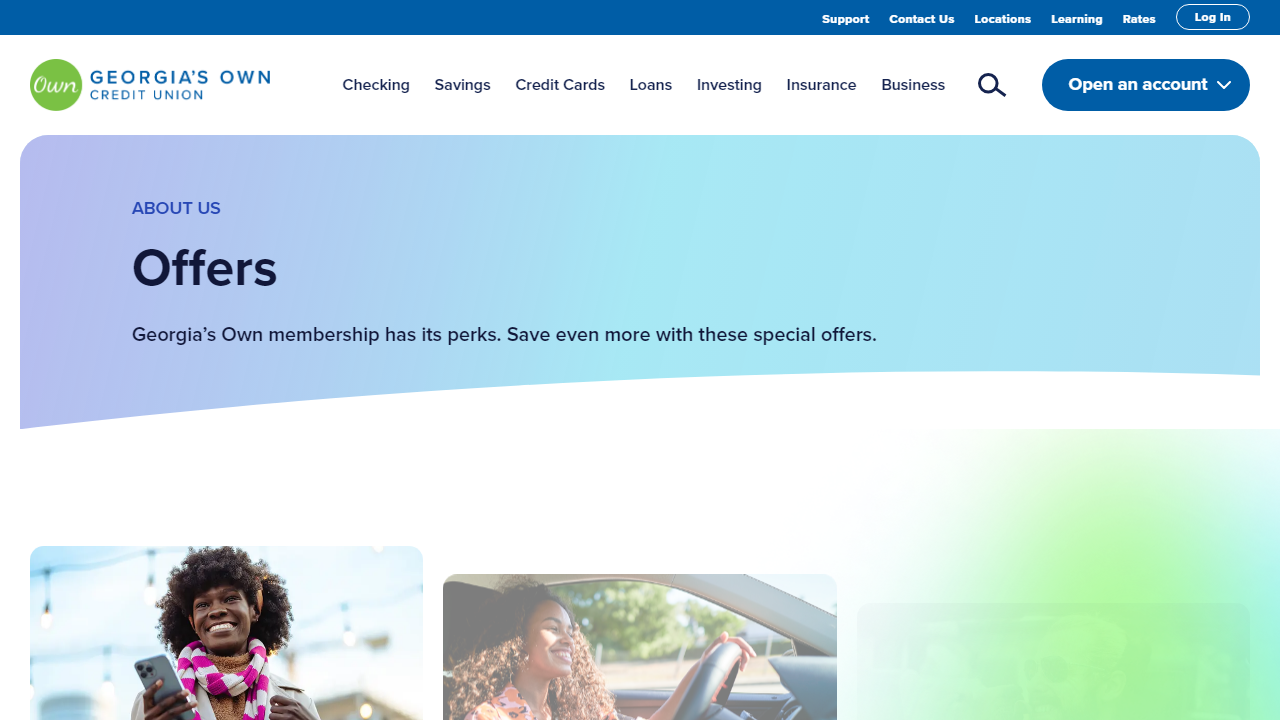 Support Contact Us Locations Learning Rates Log In
Own GEORGIA'S OWN
CREDIT UNION
Checking Savings Credit Cards Loans Investing Insurance Business Open an account
ABOUT US
Offers
Georgia’s Own membership has its perks. Save even more with these special offers.